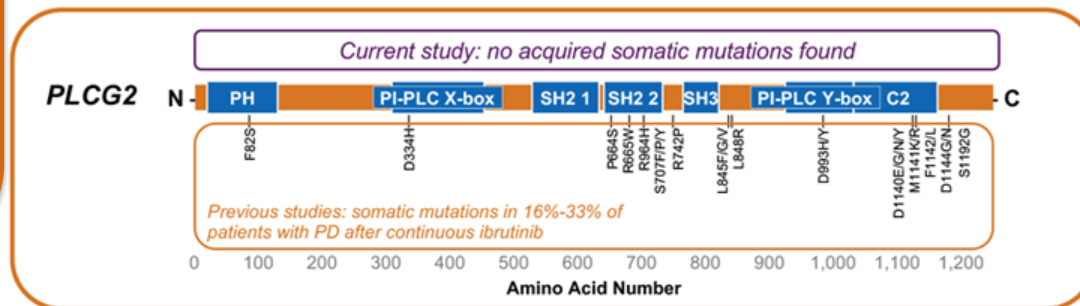 Current study: no acquired somatic mutations found
PLCG2
N
PH
PI-PLC X-box
SH2 1
SH2 2
SH3
PI-PLC Y-box
C2
C
F82S
D334H
P664S
R665W
R964H
S707F/P/Y
R742P
L845F/G/V
L848R
D993H/Y
D1140E/G/N/Y
M1141K/R
F1142/L
D1144G/N
S1192G
Previous studies: somatic mutations in 16%-33% of
patients with PD after continuous ibrutinib
0 100 200 300 400 500 600 700 800 900 1,000 1,100 1,200
Amino Acid Number